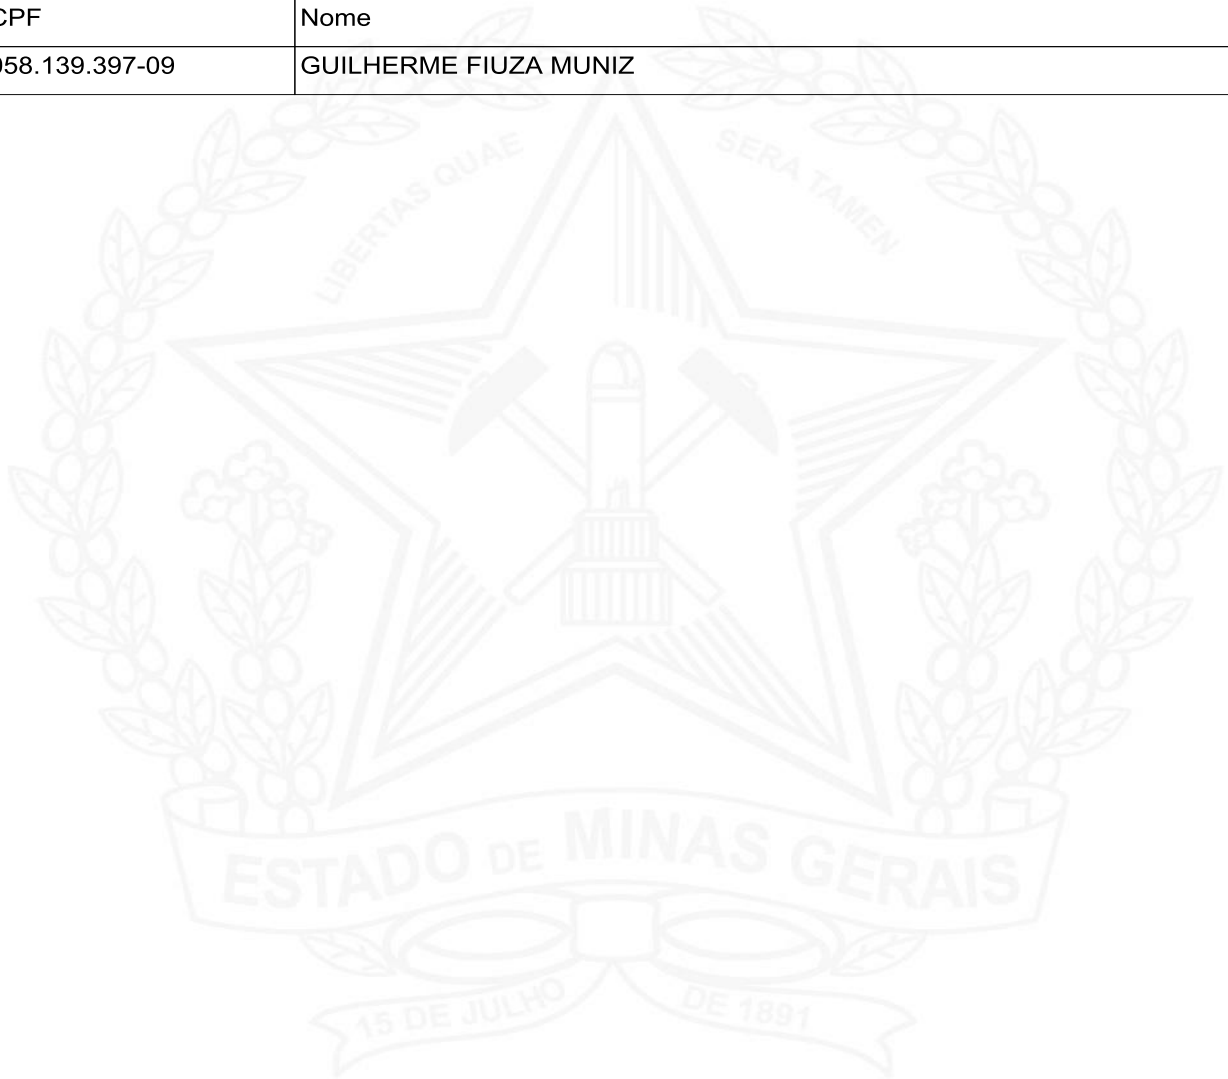 CPF Nome
058.139.397-09 GUILHERME FIUZA MUNIZ
LIBERTAS QUAE SERA TAMEN
ESTADO DE MINAS GERAIS
15 DE JULHO DE 1891